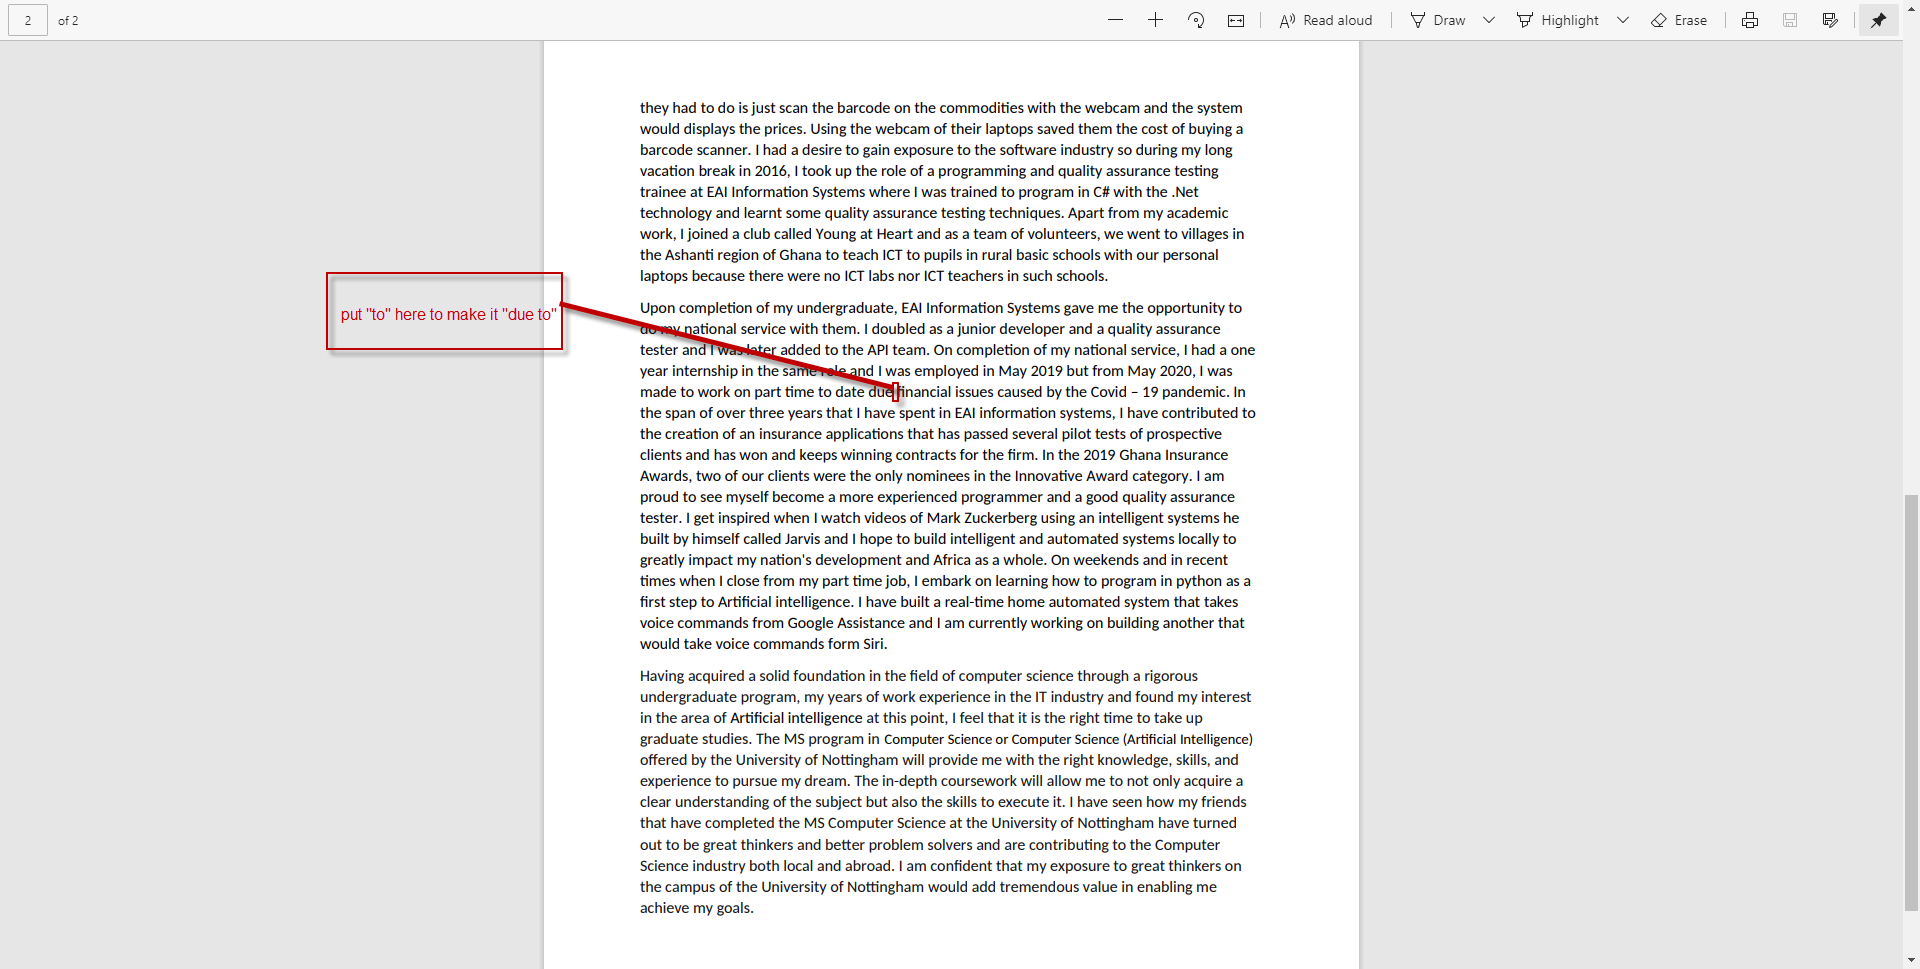 2 of 2 Read aloud Draw Highlight Erase
they had to do is just scan the barcode on the commodities with the webcam and the system
would displays the prices. Using the webcam of their laptops saved them the cost of buying a
barcode scanner. I had a desire to gain exposure to the software industry so during my long
vacation break in 2016, I took up the role of a programming and quality assurance testing
trainee at EAI Information Systems where I was trained to program in C# with the .Net
technology and learnt some quality assurance testing techniques. Apart from my academic
work, I joined a club called Young at Heart and as a team of volunteers, we went to villages in
the Ashanti region of Ghana to teach ICT to pupils in rural basic schools with our personal
laptops because there were no ICT labs nor ICT teachers in such schools.
put "to" here to make it "due to"
Upon completion of my undergraduate, EAI Information Systems gave me the opportunity to
do my national service with them. I doubled as a junior developer and a quality assurance
tester and I was later added to the API team. On completion of my national service, I had a one
year internship in the same role and I was employed in May 2019 but from May 2020, I was
made to work on part time to date due financial issues caused by the Covid – 19 pandemic. In
the span of over three years that I have spent in EAI information systems, I have contributed to
the creation of an insurance applications that has passed several pilot tests of prospective
clients and has won and keeps winning contracts for the firm. In the 2019 Ghana Insurance
Awards, two of our clients were the only nominees in the Innovative Award category. I am
proud to see myself become a more experienced programmer and a good quality assurance
tester. I get inspired when I watch videos of Mark Zuckerberg using an intelligent systems he
built by himself called Jarvis and I hope to build intelligent and automated systems locally to
greatly impact my nation's development and Africa as a whole. On weekends and in recent
times when I close from my part time job, I embark on learning how to program in python as a
first step to Artificial intelligence. I have built a real-time home automated system that takes
voice commands from Google Assistance and I am currently working on building another that
would take voice commands form Siri.
Having acquired a solid foundation in the field of computer science through a rigorous
undergraduate program, my years of work experience in the IT industry and found my interest
in the area of Artificial intelligence at this point, I feel that it is the right time to take up
graduate studies. The MS program in Computer Science or Computer Science (Artificial Intelligence)
offered by the University of Nottingham will provide me with the right knowledge, skills, and
experience to pursue my dream. The in-depth coursework will allow me to not only acquire a
clear understanding of the subject but also the skills to execute it. I have seen how my friends
that have completed the MS Computer Science at the University of Nottingham have turned
out to be great thinkers and better problem solvers and are contributing to the Computer
Science industry both local and abroad. I am confident that my exposure to great thinkers on
the campus of the University of Nottingham would add tremendous value in enabling me
achieve my goals.